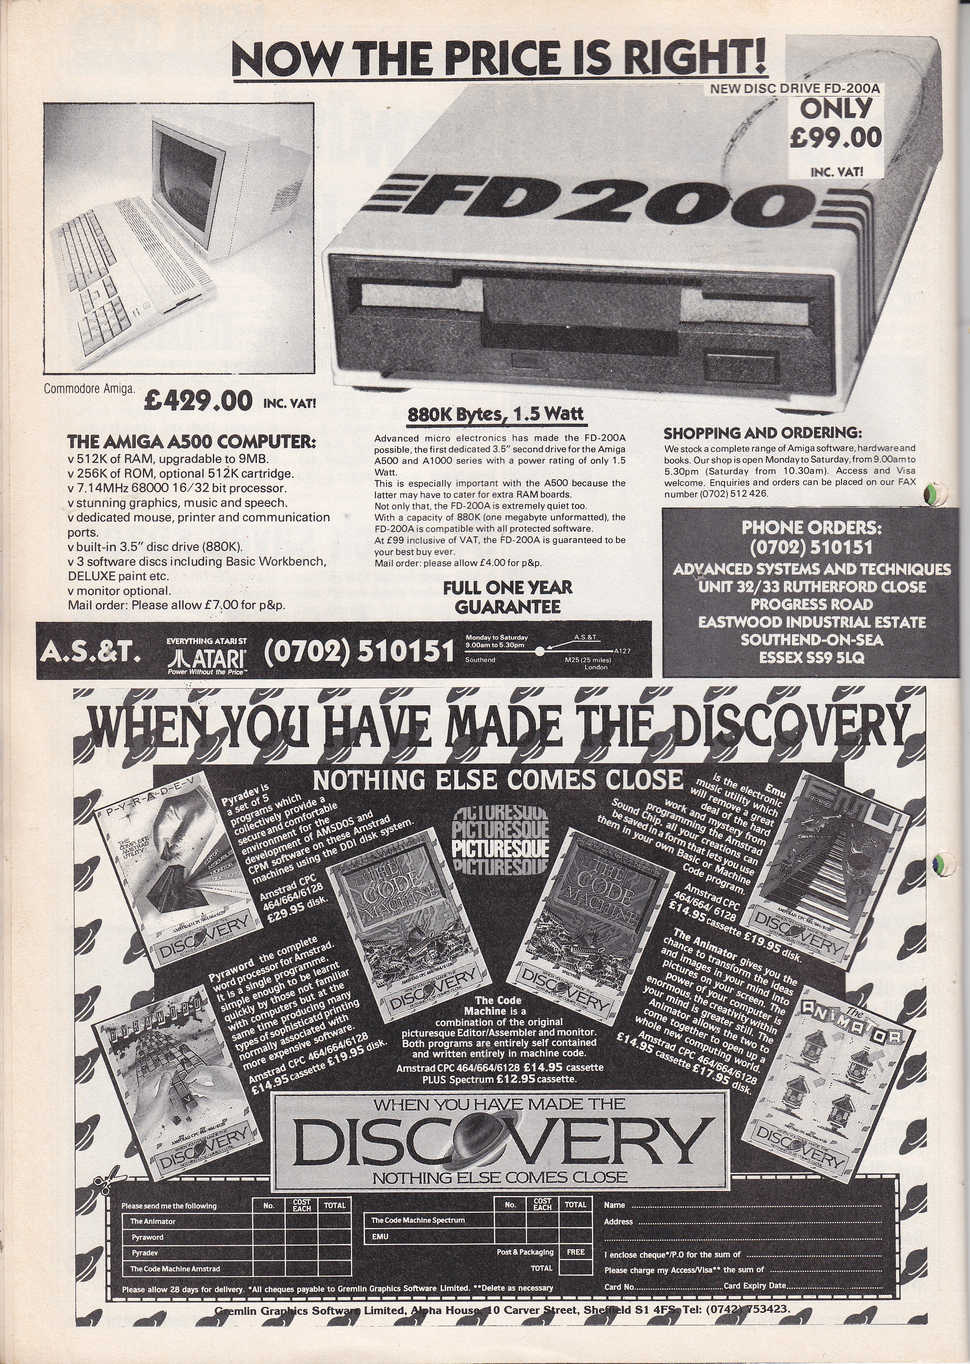 NOW THE PRICE IS RIGHT!
NEW DISC DRIVE FD-200A
ONLY
£99.00
INC. VAT!
FD200
Commodore Amiga.
£429.00 INC. VAT!
THE AMIGA A500 COMPUTER:
v 512K of RAM, upgradable to 9MB.
v 256K of ROM, optional 512K cartridge.
v 7.14MHz 68000 16/32 bit processor.
v stunning graphics, music and speech.
v dedicated mouse, printer and communication
ports.
v built-in 3.5" disc drive (880K).
v 3 software discs including Basic Workbench,
DELUXE paint etc.
v monitor optional.
Mail order: Please allow £7.00 for p&p.
880K Bytes, 1.5 Watt
Advanced micro electronics has made the FD-200A
possible, the first dedicated 3.5" second drive for the Amiga
A500 and A1000 series with a power rating of only 1.5
Watt.
This is especially important with the A500 because the
latter may have to cater for extra RAM boards.
Not only that, the FD-200A is extremely quiet too.
With a capacity of 880K (one megabyte unformatted), the
FD-200A is compatible with all protected software.
At £99 inclusive of VAT, the FD-200A is guaranteed to be
your best buy ever.
Mail order: please allow £4.00 for p&p.
FULL ONE YEAR
GUARANTEE
SHOPPING AND ORDERING:
We stock a complete range of Amiga software, hardware and
books. Our shop is open Monday to Saturday, from 9.00am to
5.30pm (Saturday from 10.30am). Access and Visa
welcome. Enquiries and orders can be placed on our FAX
number (0702) 512 426.
PHONE ORDERS:
(0702) 510151
ADVANCED SYSTEMS AND TECHNIQUES
UNIT 32/33 RUTHERFORD CLOSE
PROGRESS ROAD
EASTWOOD INDUSTRIAL ESTATE
SOUTHEND-ON-SEA
ESSEX SS9 5LQ
A.S.&T.
EVERYTHING ATARI ST
ATARI
Power Without the Price™
(0702) 510151
Monday to Saturday
9.00am to 5.30pm
Southend
A.S.&T.
A127
M25 (25 miles)
London
WHEN YOU HAVE MADE THE DISCOVERY
NOTHING ELSE COMES CLOSE
P-Y-R-A-D-E-V
DISCOVERY
Pyradev is
a set of 5
programs which
collectively provide a
secure and comfortable
environment for the
development of AMSDOS and
CPM software on these Amstrad
machines using the DDI disk system.
Amstrad CPC
464/664/6128
£29.95 disk.
PICTURESQUE
PICTURESQUE
PICTURESQUE
PICTURESQUE
THE
CODE
MACHINE
DISCOVERY
THE
CODE
MACHINE
DISCOVERY
Emu
is the electronic
music utility which
will remove a great
deal of the hard
work and mystery from
programming the Amstrad
Sound Chip, all your creations can
be saved in a form that lets you use
them in your own Basic or Machine
Code program.
Amstrad CPC
464/664/ 6128
£14.95 cassette £19.95 disk.
EMU
DISCOVERY
Pyraword the complete
word processor for Amstrad.
It is a single programme,
simple enough to be learnt
quickly by those not familiar
with computers but at the
same time producing many
types of sophisticatd printing
normally associated with
more expensive software.
Amstrad CPC 464/664/6128
£14.95 cassette £19.95 disk.
DISCOVERY
The Code
Machine is a
combination of the original
picturesque Editor/Assembler and monitor.
Both programs are entirely self contained
and written entirely in machine code.
Amstrad CPC 464/664/6128 £14.95 cassette
PLUS Spectrum £12.95 cassette.
The Animator gives you the
chance to transform the ideas
and images in your mind into
pictures on your screen. The
power of your computer is
enormous, the creativity within
your mind is greater still. The
Animator allows the two to
come together to open up a
whole new computing world.
Amstrad CPC 464/664/6128
£14.95 cassette £17.95 disk.
The
ANIMATOR
DISCOVERY
WHEN YOU HAVE MADE THE
DISCOVERY
NOTHING ELSE COMES CLOSE
Please send me the following No. COST EACH TOTAL
The Animator
Pyraword
Pyradev
The Code Machine Amstrad
No. COST EACH TOTAL
The Code Machine Spectrum
EMU
Post & Packaging FREE
TOTAL
Name
Address
I enclose cheque*/P.O for the sum of
Please charge my Access/Visa** the sum of
Card No. Card Expiry Date
Please allow 28 days for delivery. *All cheques payable to Gremlin Graphics Software Limited. **Delete as necessary
Gremlin Graphics Software Limited, Alpha House, 10 Carver Street, Sheffield S1 4FS. Tel: (0742) 753423.